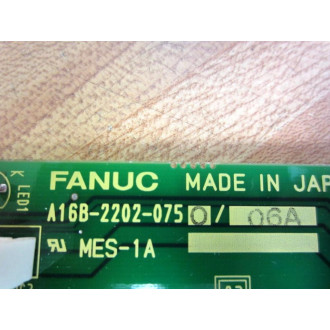 FANUC MADE IN JAP
A16B-2202-0750/06A
MES-1A
K LED1